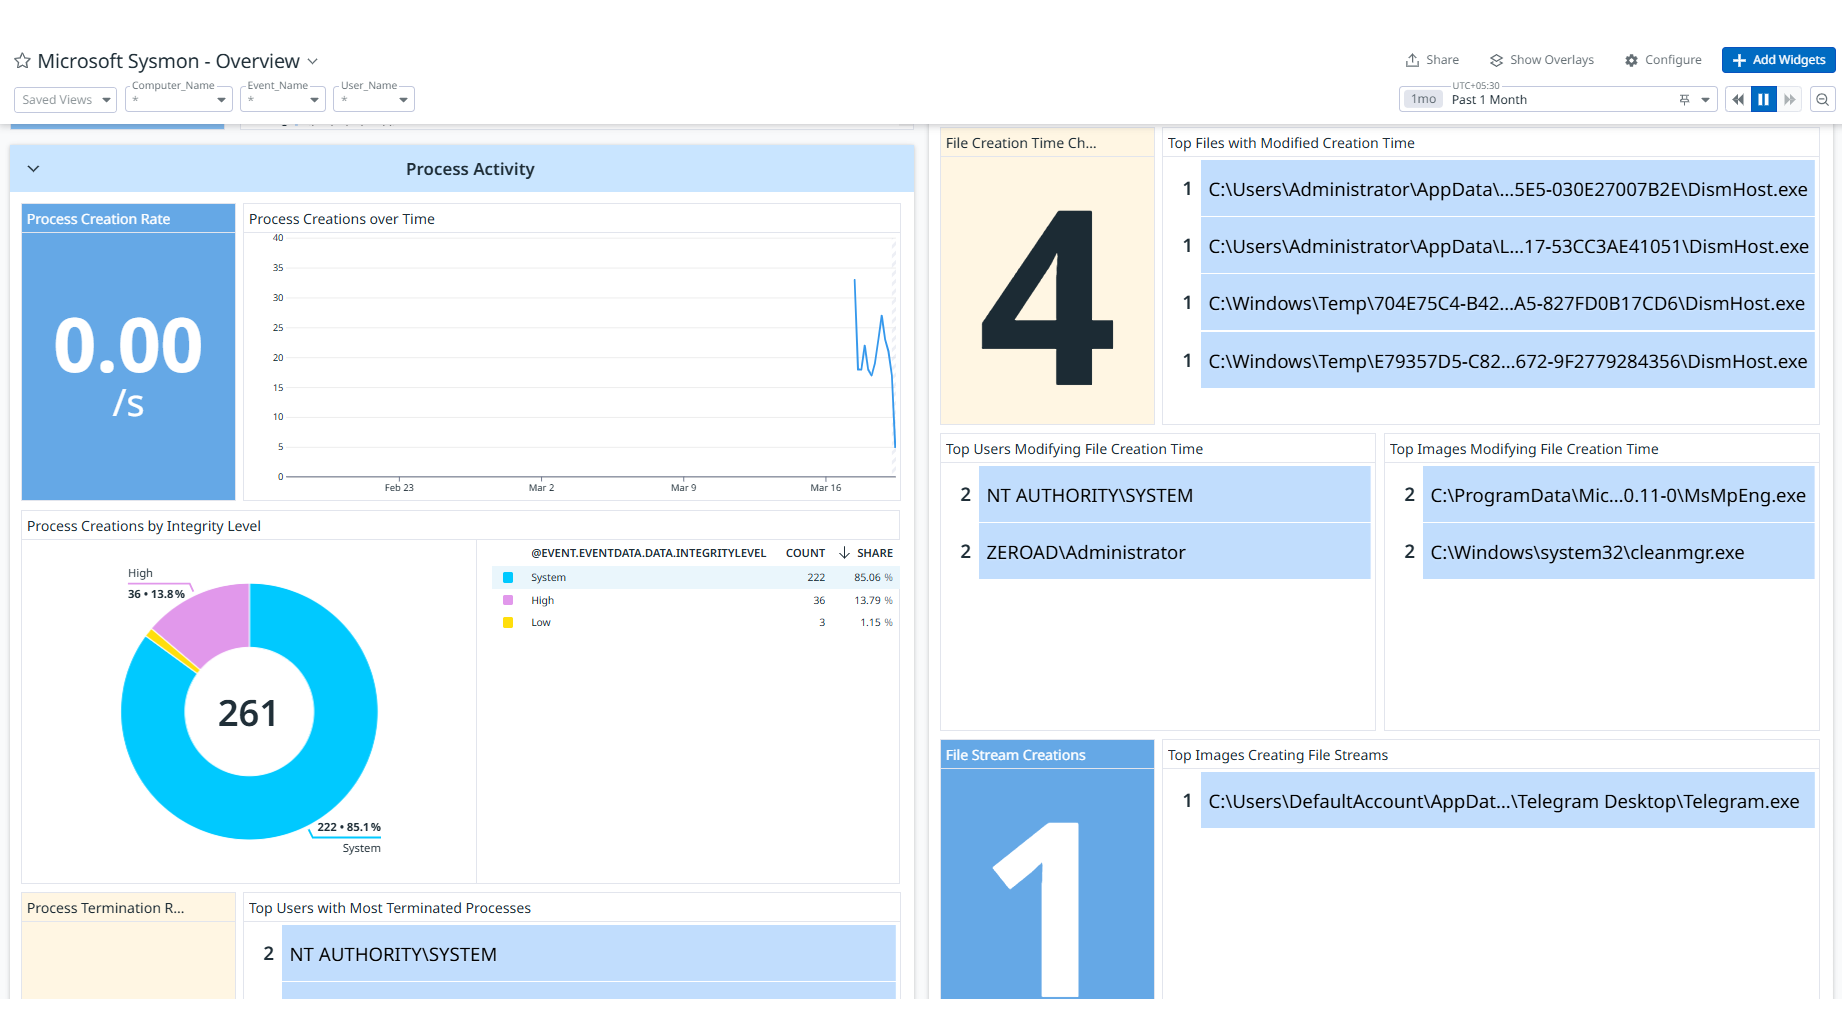 Microsoft Sysmon - Overview
Share
Show Overlays
Configure
Add Widgets
Saved Views
Computer_Name
*
Event_Name
*
User_Name
*
UTC+05:30
1mo Past 1 Month
Process Activity
Process Creation Rate
0.00
/s
Process Creations over Time
40
35
30
25
20
15
10
5
0
Feb 23
Mar 2
Mar 9
Mar 16
Process Creations by Integrity Level
High
36 • 13.8%
261
222 • 85.1%
System
@EVENT.EVENTDATA.DATA.INTEGRITYLEVEL COUNT SHARE
System 222 85.06 %
High 36 13.79 %
Low 3 1.15 %
Process Termination R...
Top Users with Most Terminated Processes
2 NT AUTHORITY\SYSTEM
File Creation Time Ch...
4
Top Files with Modified Creation Time
1 C:\Users\Administrator\AppData\...5E5-030E27007B2E\DismHost.exe
1 C:\Users\Administrator\AppData\L...17-53CC3AE41051\DismHost.exe
1 C:\Windows\Temp\704E75C4-B42...A5-827FD0B17CD6\DismHost.exe
1 C:\Windows\Temp\E79357D5-C82...672-9F2779284356\DismHost.exe
Top Users Modifying File Creation Time
2 NT AUTHORITY\SYSTEM
2 ZEROAD\Administrator
Top Images Modifying File Creation Time
2 C:\ProgramData\Mic...0.11-0\MsMpEng.exe
2 C:\Windows\system32\cleanmgr.exe
File Stream Creations
1
Top Images Creating File Streams
1 C:\Users\DefaultAccount\AppDat...\Telegram Desktop\Telegram.exe